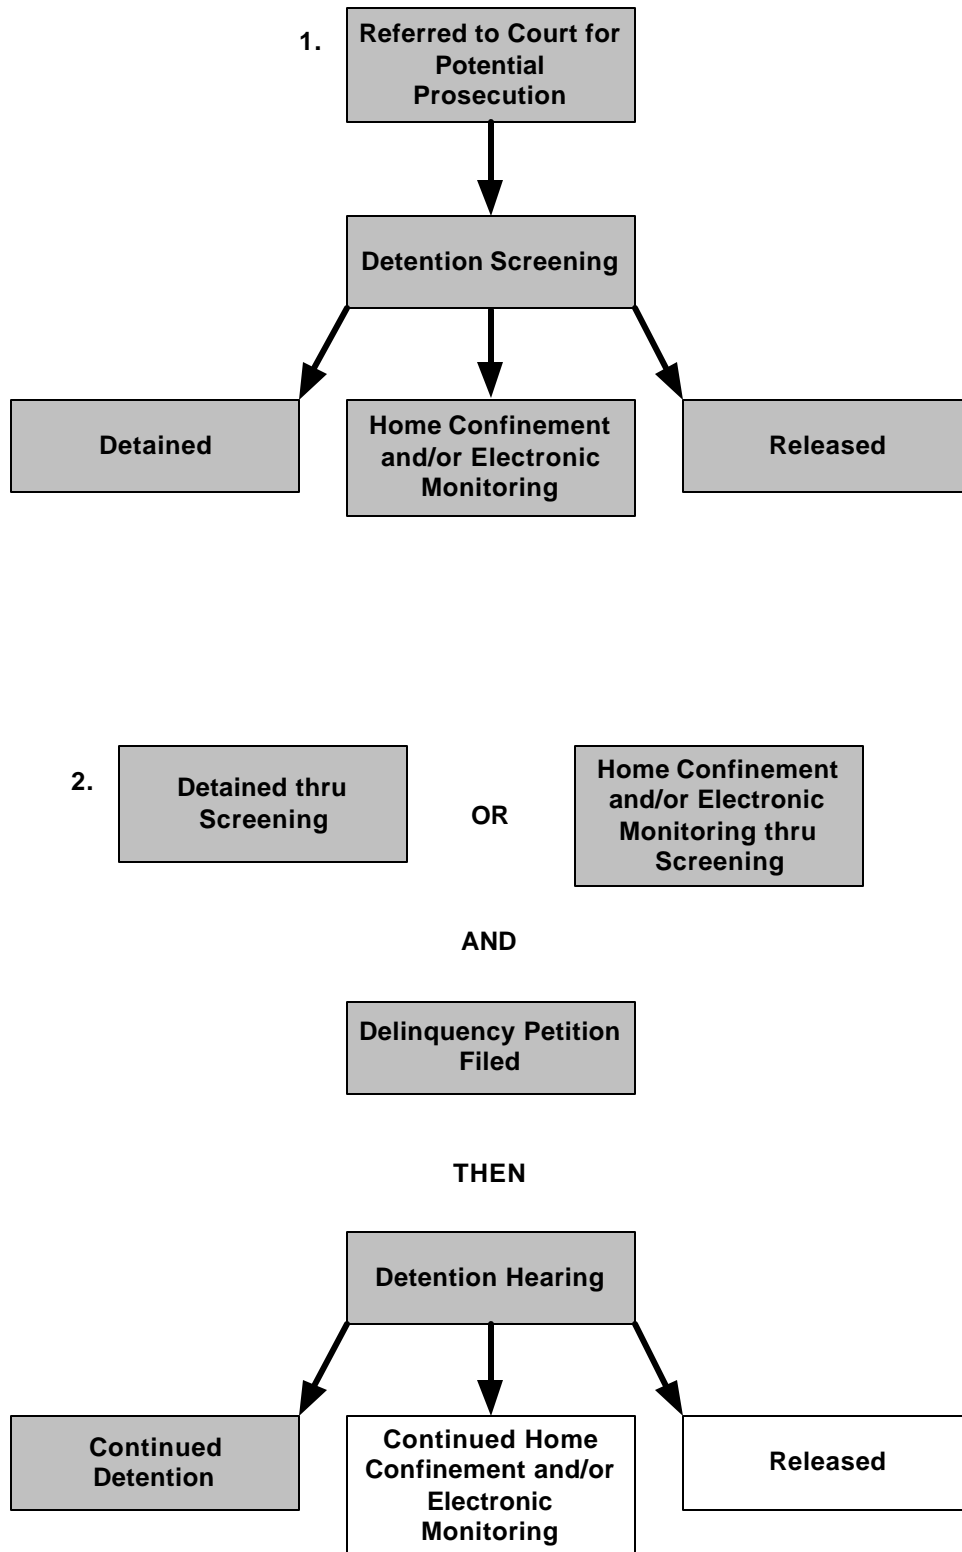 1.
Referred to Court for
Potential
Prosecution
Detention Screening
Detained
Home Confinement
and/or Electronic
Monitoring
Released
2.
Detained thru
Screening
OR
Home Confinement
and/or Electronic
Monitoring thru
Screening
AND
Delinquency Petition
Filed
THEN
Detention Hearing
Continued
Detention
Continued Home
Confinement and/or
Electronic
Monitoring
Released